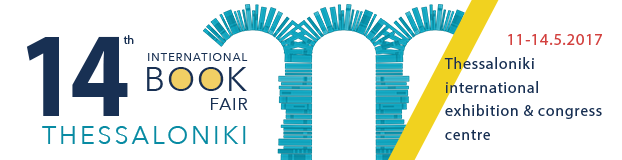 14th
INTERNATIONAL
BOOK
FAIR
THESSALONIKI
11-14.5.2017
Thessaloniki
international
exhibition & congress
centre